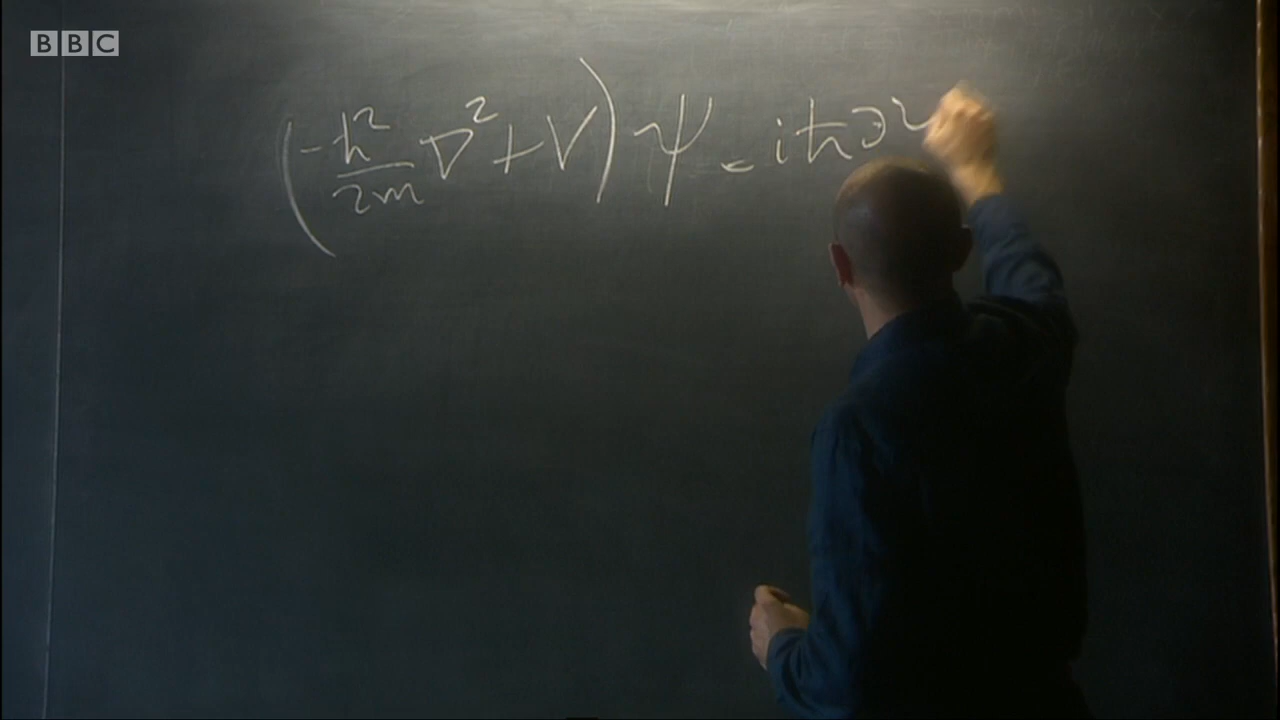 BBC
(-ħ²/2m ∇² + V) ψ = iħ∂